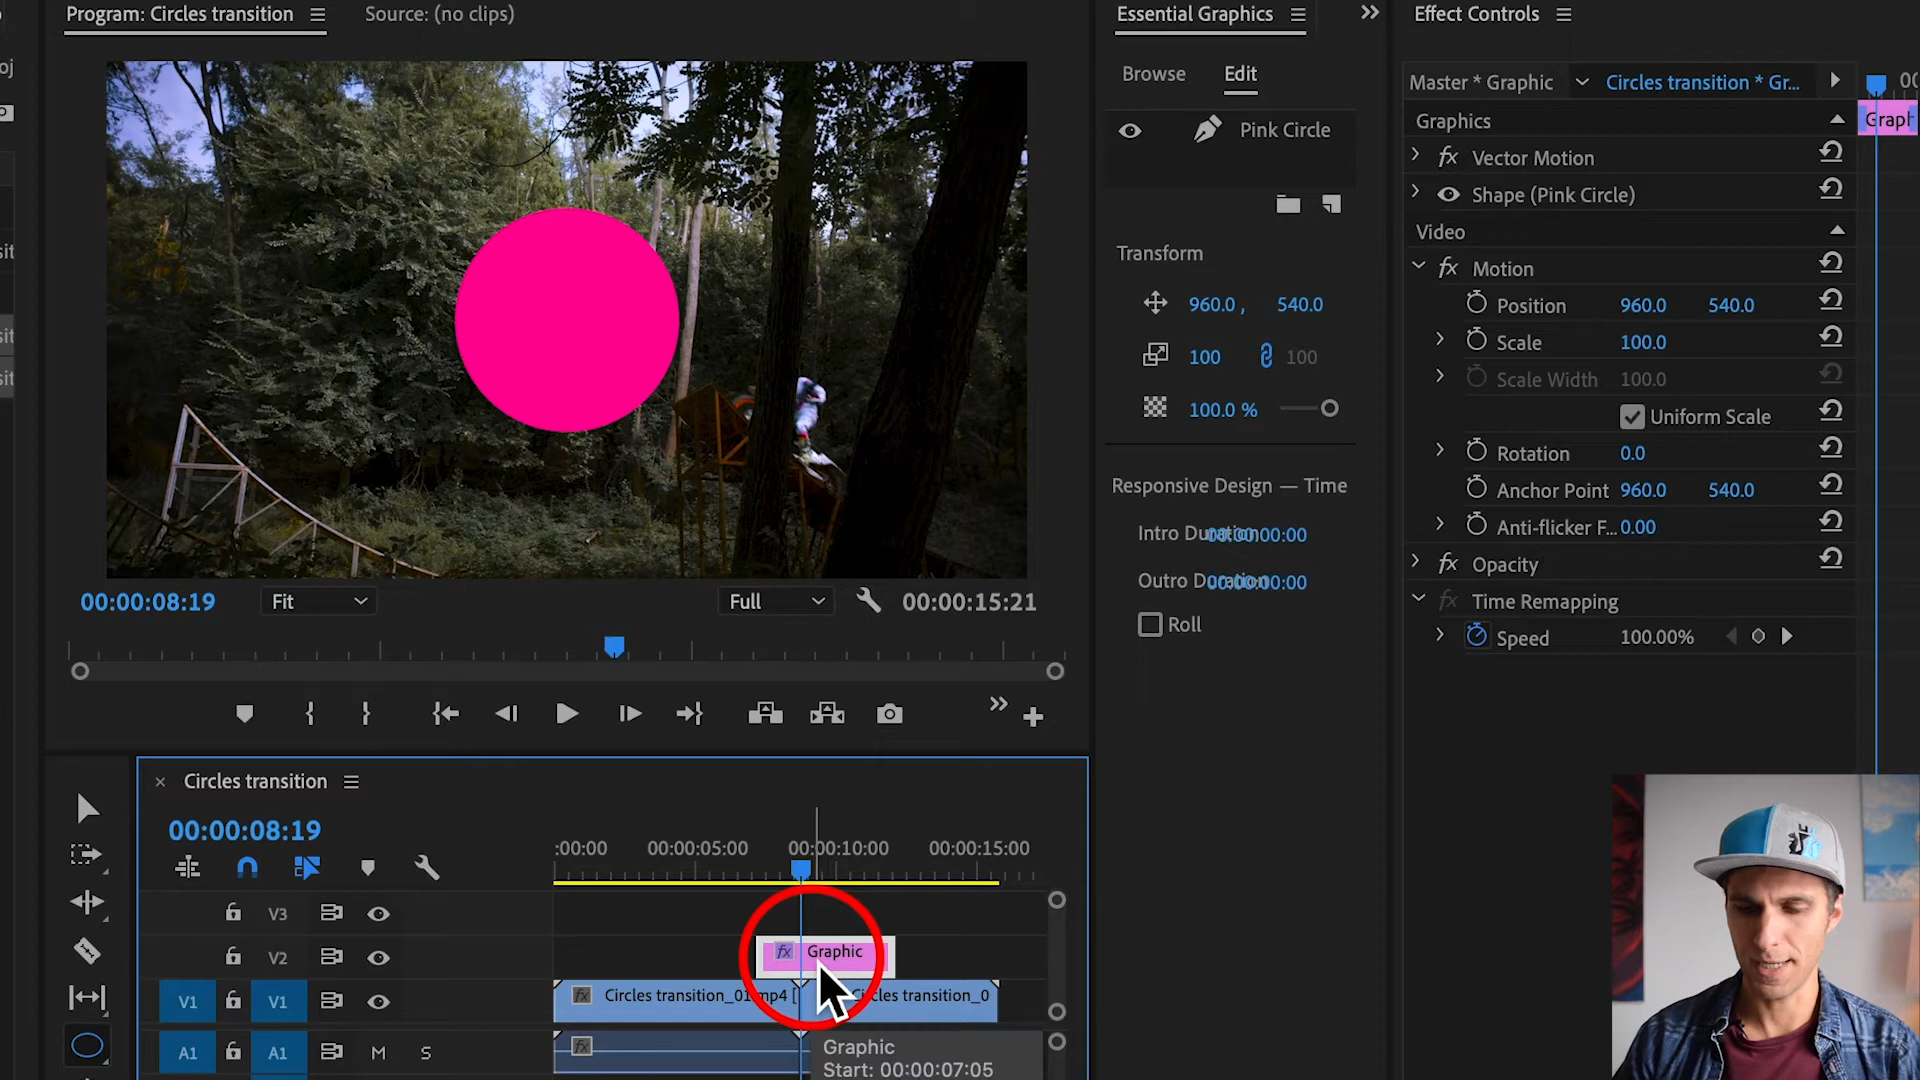 Program: Circles transition
Source: (no clips)
Essential Graphics
Effect Controls
oj
Browse
Edit
Master * Graphic
Circles transition * Gr...
Graphics
Pink Circle
fx Vector Motion
Shape (Pink Circle)
Video
fx Motion
Transform
960.0 , 540.0
Position 960.0 540.0
Scale 100.0
100 100
Scale Width 100.0
100.0 %
Uniform Scale
Rotation 0.0
Responsive Design — Time
Anchor Point 960.0 540.0
Intro Duration 00:00:00:00
Anti-flicker F... 0.00
fx Opacity
Outro Duration 00:00:00:00
fx Time Remapping
Roll
Speed 100.00%
00:00:08:19
Fit
Full
00:00:15:21
Circles transition
00:00:08:19
:00:00 00:00:05:00 00:00:10:00 00:00:15:00
V3
V2
fx Graphic
V1 V1
fx Circles transition_01.mp4 [
Circles transition_0
A1 A1 M S
fx
Graphic
Start: 00:00:07:05